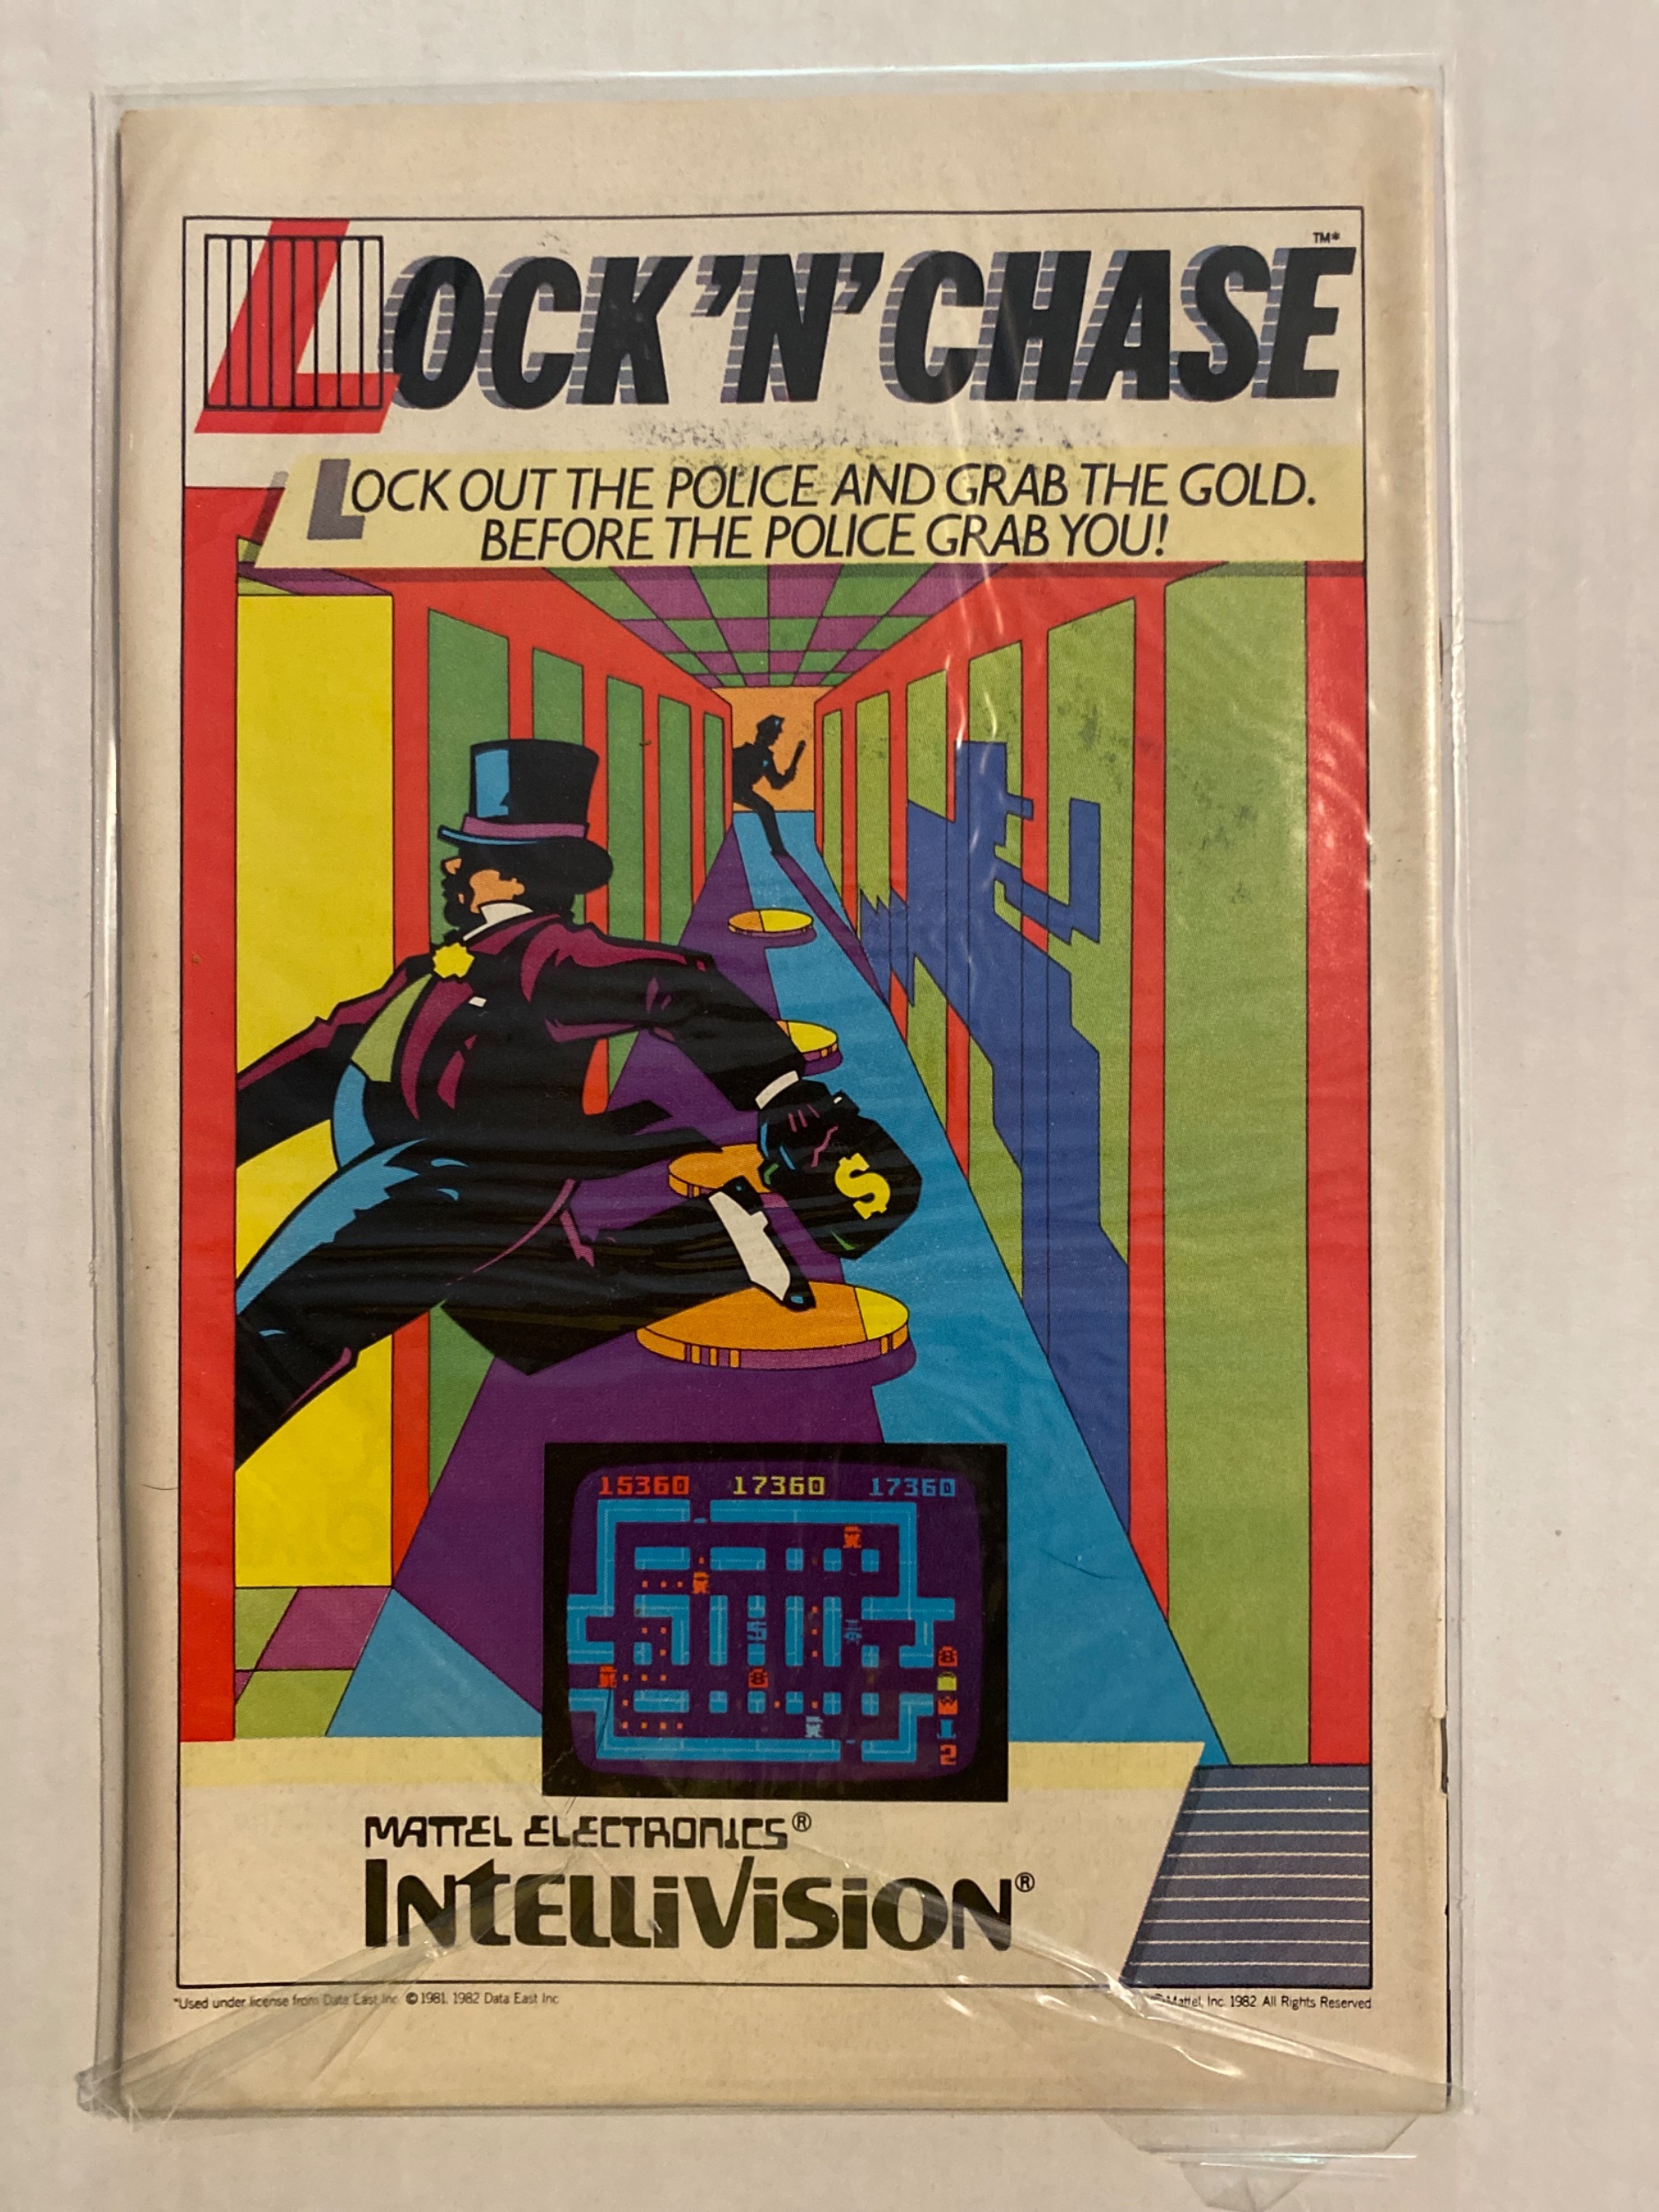 LOCK 'N' CHASE TM*
LOCK OUT THE POLICE AND GRAB THE GOLD.
BEFORE THE POLICE GRAB YOU!
$
15360 17360 17360
2
MATTEL ELECTRONICS®
INTELLIVISION®
*Used under license from Data East Inc. ©1981, 1982 Data East Inc.
© Mattel, Inc. 1982 All Rights Reserved